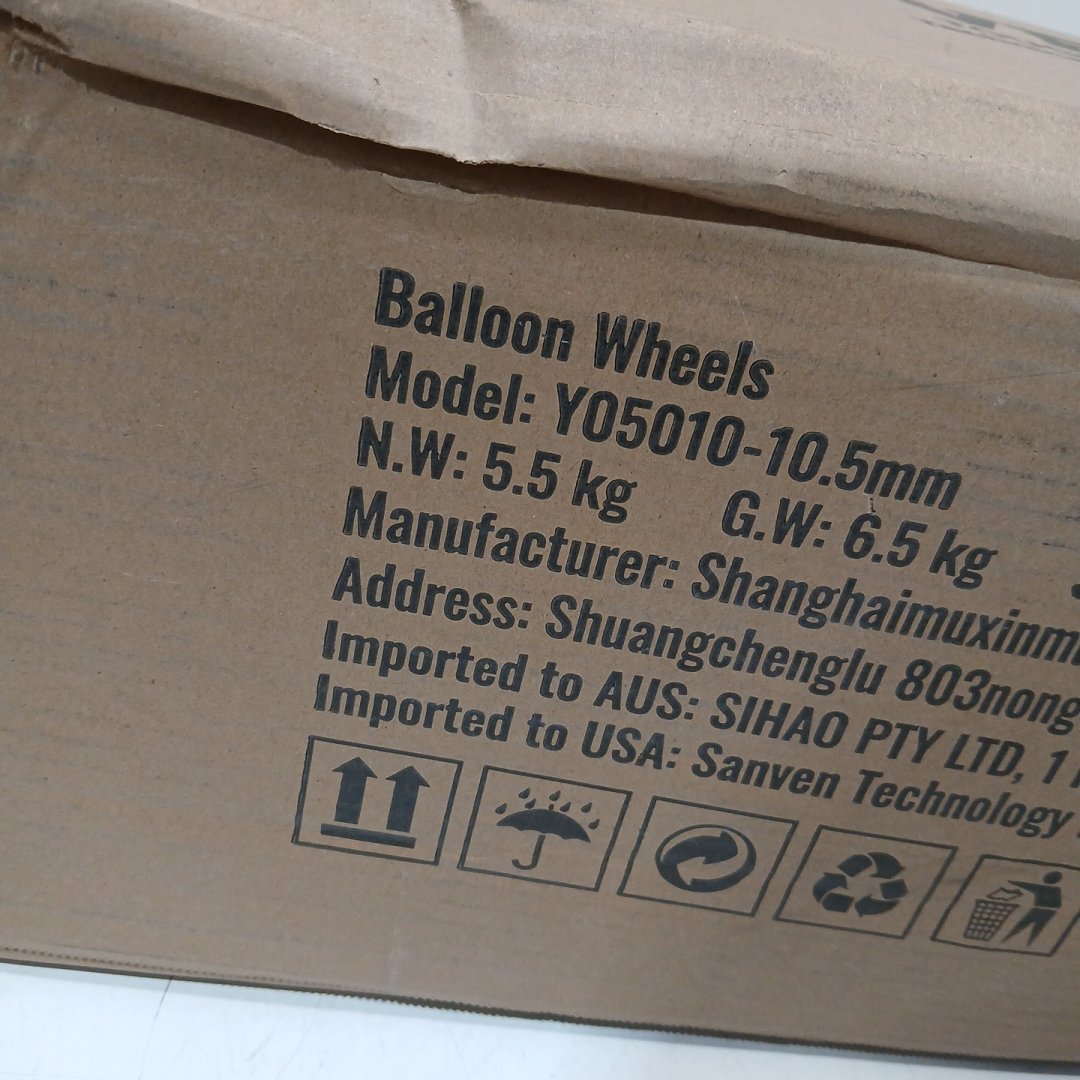 Balloon Wheels
Model: Y05010-10.5mm
N.W: 5.5 kg G.W: 6.5 kg
Manufacturer: Shanghaimuxinm
Address: Shuangchenglu 803nong
Imported to AUS: SIHAO PTY LTD, 1
Imported to USA: Sanven Technology